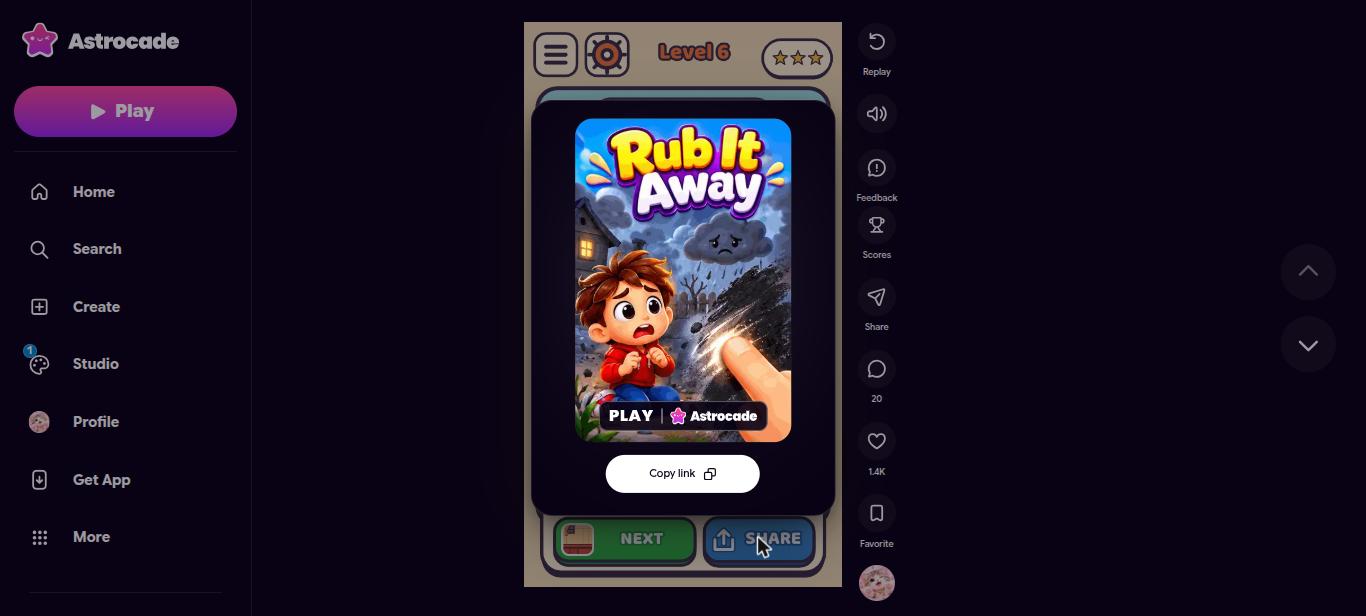 Astrocade
Play
Home
Search
Create
1
Studio
Profile
Get App
More
Level 6
Rub It
Away
PLAY | Astrocade
Copy link
NEXT
SHARE
Replay
Feedback
Scores
Share
20
1.4K
Favorite